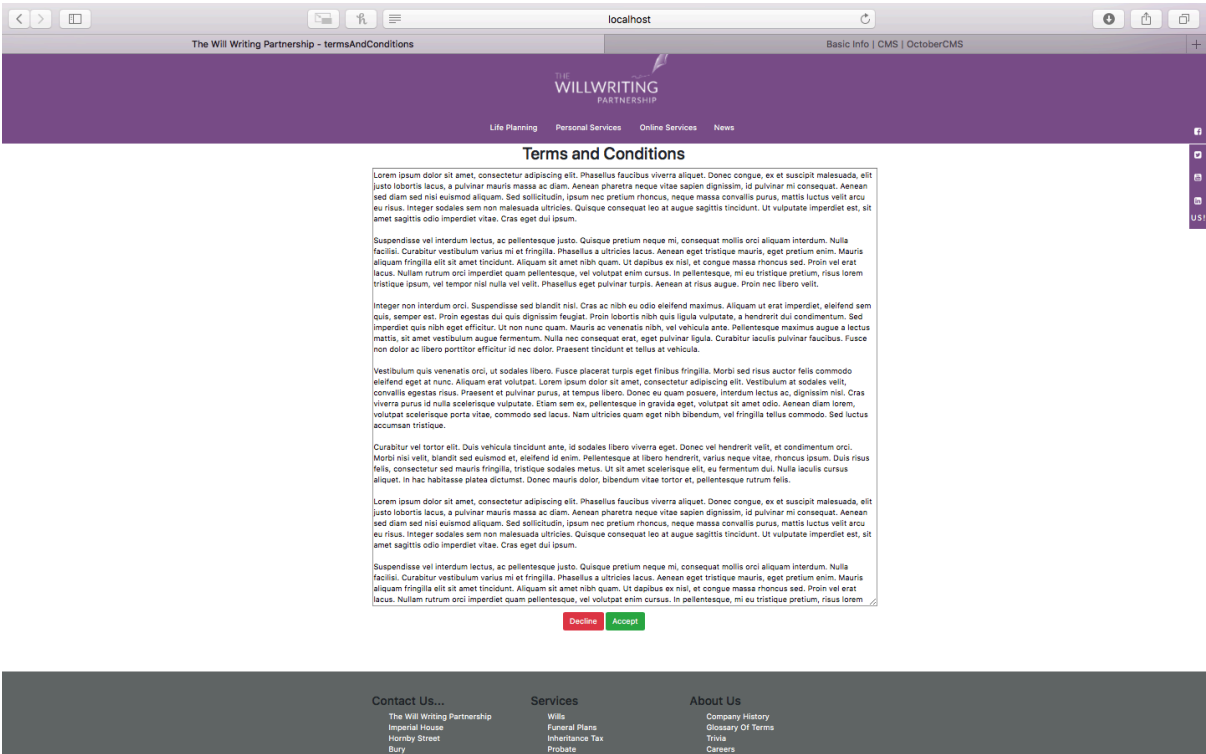 localhost
The Will Writing Partnership - termsAndConditions
Basic Info | CMS | OctoberCMS
THE
WILLWRITING
PARTNERSHIP
Life Planning Personal Services Online Services News
Terms and Conditions
Lorem ipsum dolor sit amet, consectetur adipiscing elit. Phasellus faucibus viverra aliquet. Donec congue, ex et suscipit malesuada, elit
justo lobortis lacus, a pulvinar mauris massa ac diam. Aenean pharetra neque vitae sapien dignissim, id pulvinar mi consequat. Aenean
sed diam sed nisi euismod aliquam. Sed sollicitudin, ipsum nec pretium rhoncus, neque massa convallis purus, mattis luctus velit arcu
eu risus. Integer sodales sem non malesuada ultricies. Quisque consequat leo at augue sagittis tincidunt. Ut vulputate imperdiet est, sit
amet sagittis odio imperdiet vitae. Cras eget dui ipsum.
Suspendisse vel interdum lectus, ac pellentesque justo. Quisque pretium neque mi, consequat mollis orci aliquam interdum. Nulla
facilisi. Curabitur vestibulum varius mi et fringilla. Phasellus a ultricies lacus. Aenean eget tristique mauris, eget pretium enim. Mauris
aliquam fringilla elit sit amet tincidunt. Aliquam sit amet nibh quam. Ut dapibus ex nisl, et congue massa rhoncus sed. Proin vel erat
lacus. Nullam rutrum orci imperdiet quam pellentesque, vel volutpat enim cursus. In pellentesque, mi eu tristique pretium, risus lorem
tristique ipsum, vel tempor nisl nulla vel velit. Phasellus eget pulvinar turpis. Aenean at risus augue. Proin nec libero velit.
Integer non interdum orci. Suspendisse sed blandit nisl. Cras ac nibh eu odio eleifend maximus. Aliquam ut erat imperdiet, eleifend sem
quis, semper est. Proin egestas dui quis dignissim feugiat. Proin lobortis nibh quis ligula vulputate, a hendrerit dui condimentum. Sed
imperdiet quis nibh eget efficitur. Ut non nunc quam. Mauris ac venenatis nibh, vel vehicula ante. Pellentesque maximus augue a lectus
mattis, sit amet vestibulum augue fermentum. Nulla nec consequat erat, eget pulvinar ligula. Curabitur iaculis pulvinar faucibus. Fusce
non dolor ac libero porttitor efficitur id nec dolor. Praesent tincidunt et tellus at vehicula.
Vestibulum quis venenatis orci, ut sodales libero. Fusce placerat turpis eget finibus fringilla. Morbi sed risus auctor felis commodo
eleifend eget at nunc. Aliquam erat volutpat. Lorem ipsum dolor sit amet, consectetur adipiscing elit. Vestibulum at sodales velit,
convallis egestas risus. Praesent et pulvinar purus, at tempus libero. Donec eu quam posuere, interdum lectus ac, dignissim nisl. Cras
viverra purus id nulla scelerisque vulputate. Etiam sem ex, pellentesque in gravida eget, volutpat sit amet odio. Aenean diam lorem,
volutpat scelerisque porta vitae, commodo sed lacus. Nam ultricies quam eget nibh bibendum, vel fringilla tellus commodo. Sed luctus
accumsan tristique.
Curabitur vel tortor elit. Duis vehicula tincidunt ante, id sodales libero viverra eget. Donec vel hendrerit velit, et condimentum orci.
Morbi nisi velit, blandit sed euismod et, eleifend id enim. Pellentesque at libero hendrerit, varius neque vitae, rhoncus ipsum. Duis risus
felis, consectetur sed mauris fringilla, tristique sodales metus. Ut sit amet scelerisque elit, eu fermentum dui. Nulla iaculis cursus
aliquet. In hac habitasse platea dictumst. Donec mauris dolor, bibendum vitae tortor et, pellentesque rutrum felis.
Lorem ipsum dolor sit amet, consectetur adipiscing elit. Phasellus faucibus viverra aliquet. Donec congue, ex et suscipit malesuada, elit
justo lobortis lacus, a pulvinar mauris massa ac diam. Aenean pharetra neque vitae sapien dignissim, id pulvinar mi consequat. Aenean
sed diam sed nisi euismod aliquam. Sed sollicitudin, ipsum nec pretium rhoncus, neque massa convallis purus, mattis luctus velit arcu
eu risus. Integer sodales sem non malesuada ultricies. Quisque consequat leo at augue sagittis tincidunt. Ut vulputate imperdiet est, sit
amet sagittis odio imperdiet vitae. Cras eget dui ipsum.
Suspendisse vel interdum lectus, ac pellentesque justo. Quisque pretium neque mi, consequat mollis orci aliquam interdum. Nulla
facilisi. Curabitur vestibulum varius mi et fringilla. Phasellus a ultricies lacus. Aenean eget tristique mauris, eget pretium enim. Mauris
aliquam fringilla elit sit amet tincidunt. Aliquam sit amet nibh quam. Ut dapibus ex nisl, et congue massa rhoncus sed. Proin vel erat
lacus. Nullam rutrum orci imperdiet quam pellentesque, vel volutpat enim cursus. In pellentesque, mi eu tristique pretium, risus lorem
US!
Decline Accept
Contact Us... Services About Us
The Will Writing Partnership Wills Company History
Imperial House Funeral Plans Glossary Of Terms
Hornby Street Inheritance Tax Trivia
Bury Probate Careers